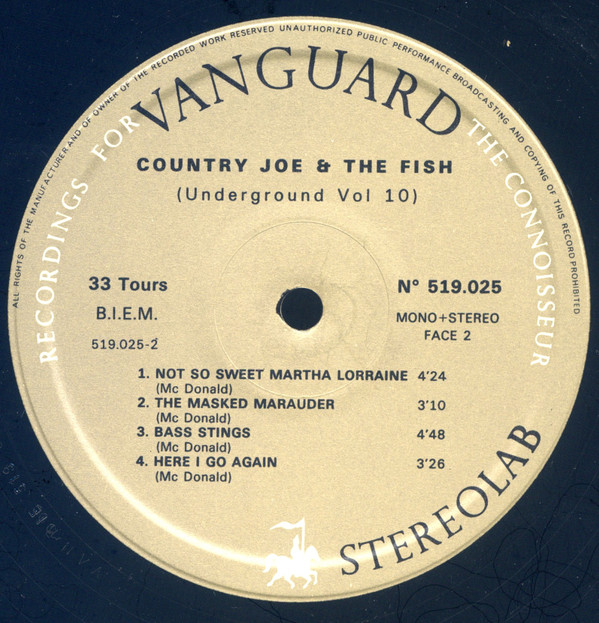 ALL RIGHTS OF THE MANUFACTURER AND OF OWNER OF THE RECORDED WORK RESERVED UNAUTHORIZED PUBLIC PERFORMANCE BROADCASTING AND COPYING OF THIS RECORD PROHIBITED
RECORDINGS FOR VANGUARD THE CONNOISSEUR
COUNTRY JOE & THE FISH
(Underground Vol 10)
33 Tours
B.I.E.M.
519.025-2
N° 519.025
MONO+STEREO
FACE 2
1. NOT SO SWEET MARTHA LORRAINE 4'24
(Mc Donald)
2. THE MASKED MARAUDER 3'10
(Mc Donald)
3. BASS STINGS 4'48
(Mc Donald)
4. HERE I GO AGAIN 3'26
(Mc Donald)
STEREOLAB